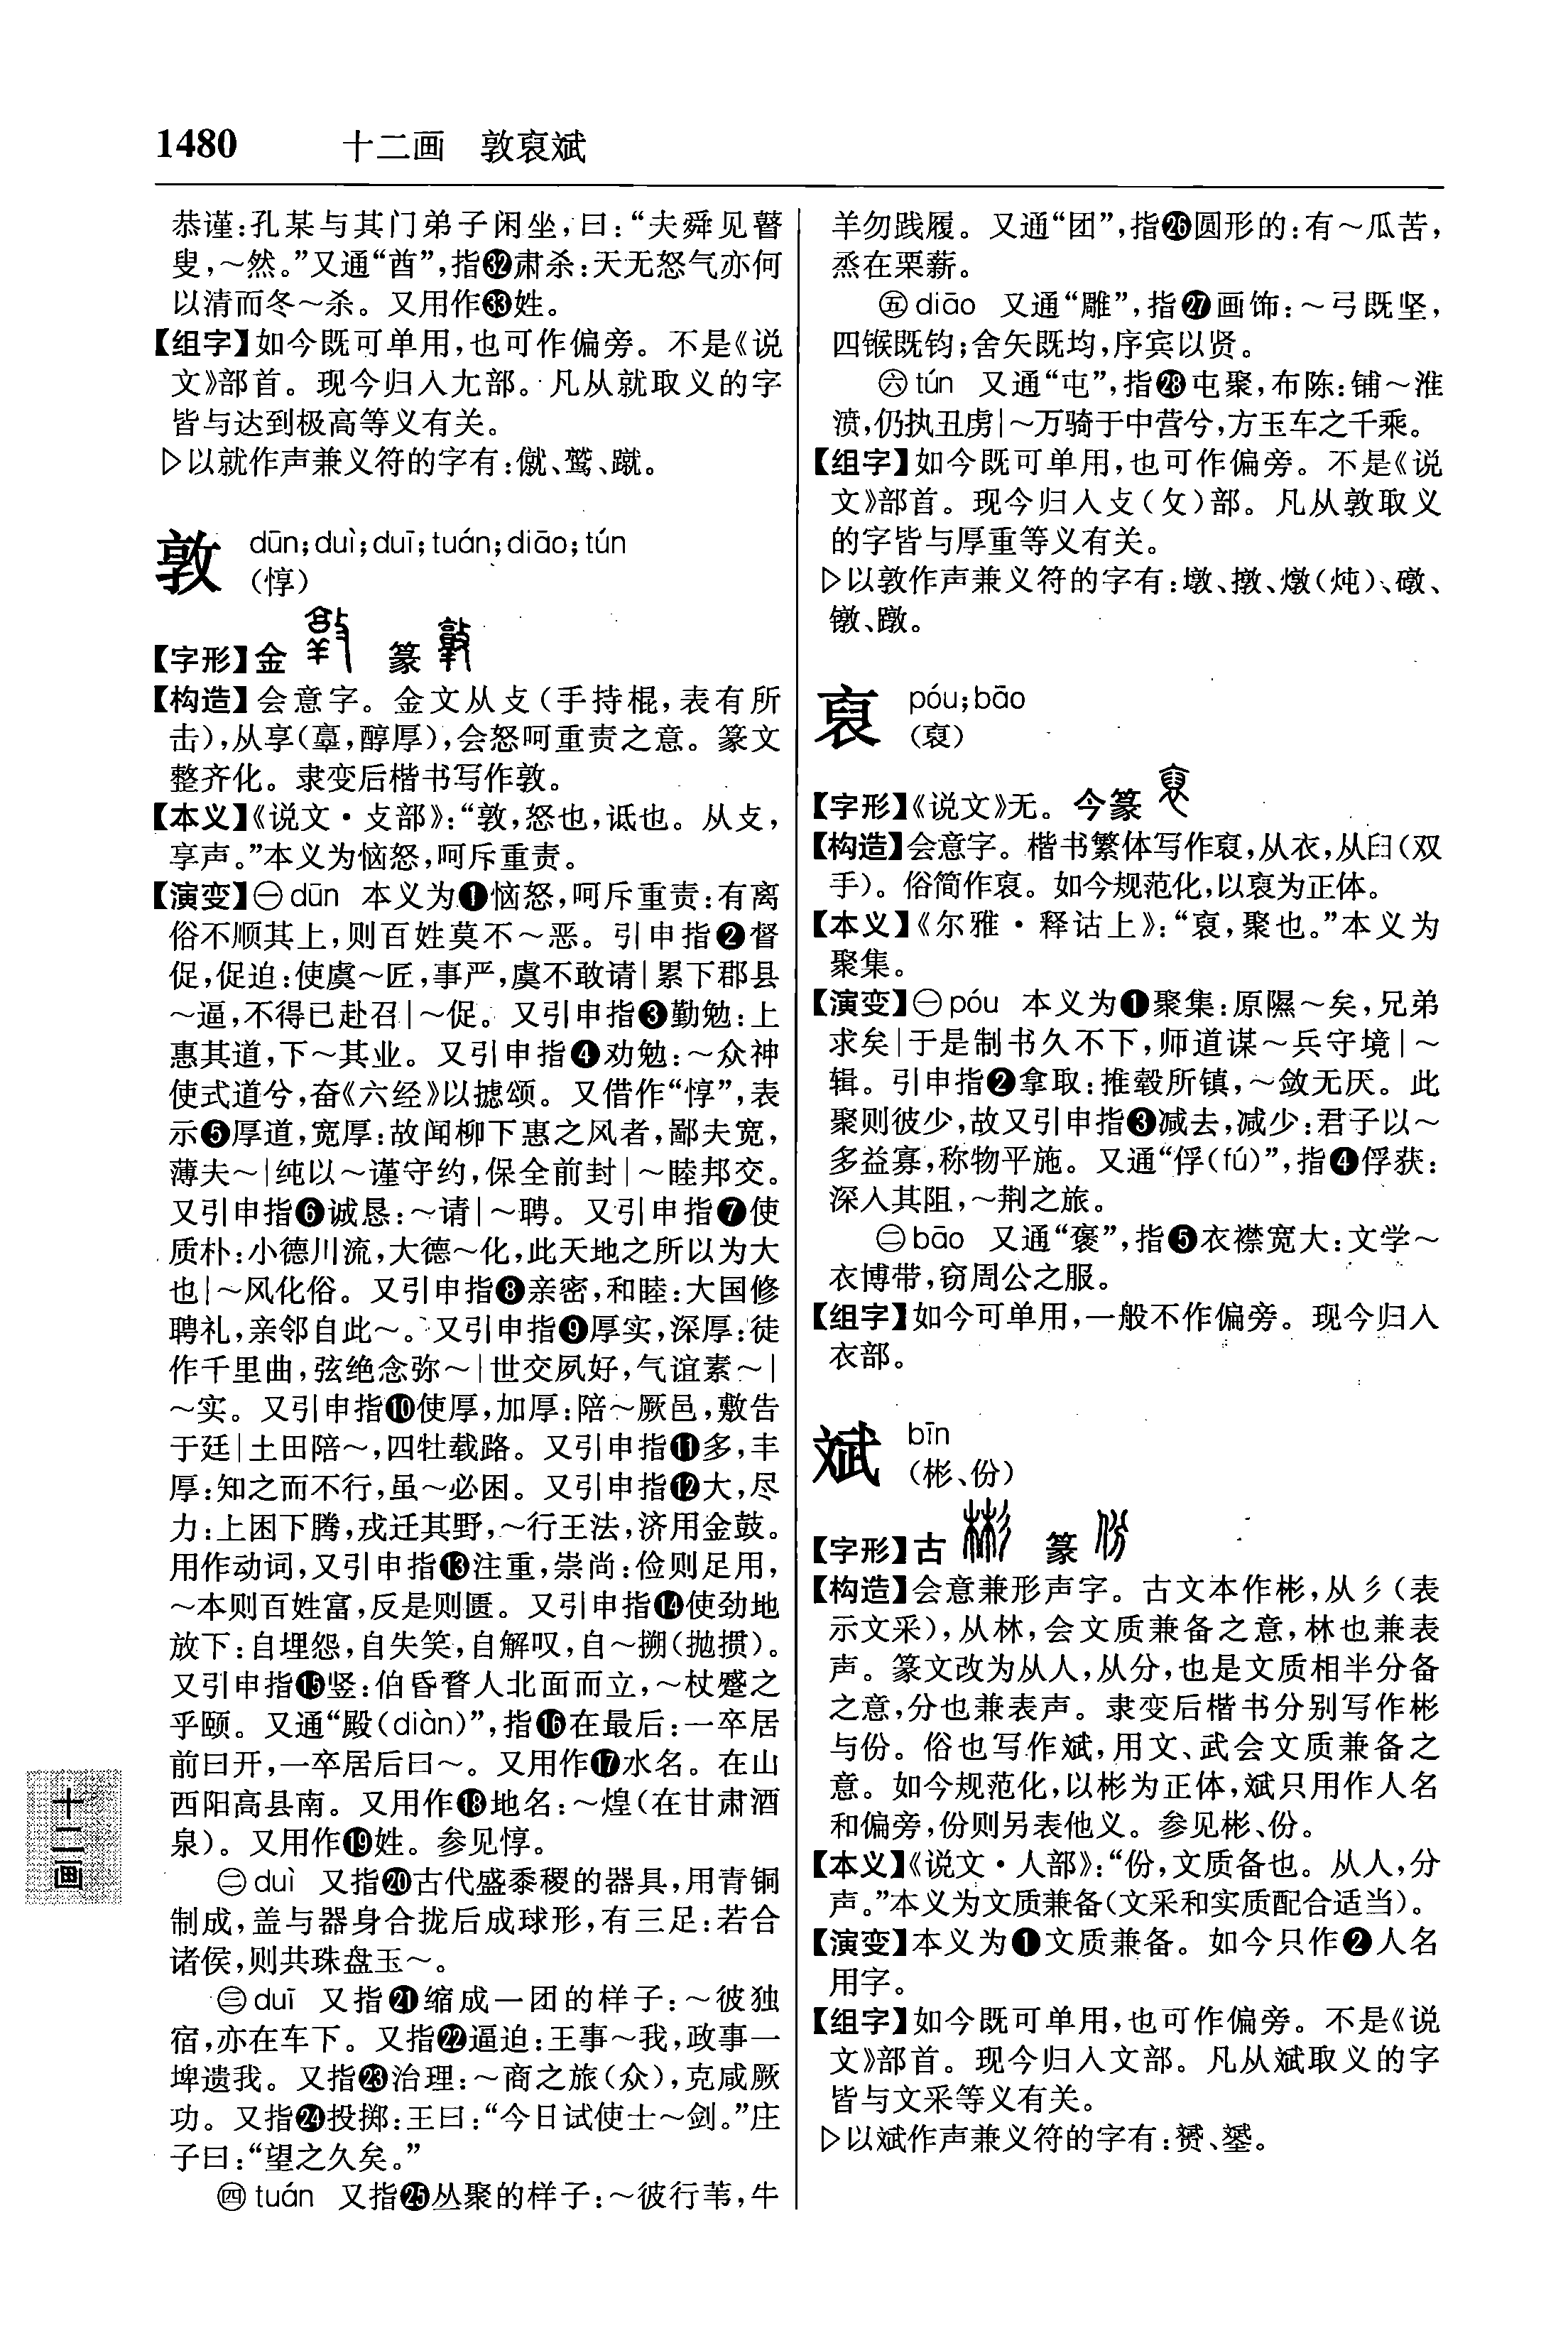 1480 十二画 敦裒斌
恭谨:孔某与其门弟子闲坐,曰:“夫舜见瞽
叟,～然。”又通“酋”,指㉜肃杀:天无怒气亦何
以清而冬～杀。又用作㉝姓。
【组字】如今既可单用,也可作偏旁。不是《说
文》部首。现今归入尢部。凡从就取义的字
皆与达到极高等义有关。
▷以就作声兼义符的字有:僦、鹫、蹴。
敦 dūn;duì;duī;tuán;diāo;tún
(惇)
【字形】金 篆
【构造】会意字。金文从攴(手持棍,表有所
击),从享(𦎫,醇厚),会怒呵重责之意。篆文
整齐化。隶变后楷书写作敦。
【本义】《说文·攴部》:“敦,怒也,诋也。从攴,
享声。”本义为恼怒,呵斥重责。
【演变】㊀dūn 本义为❶恼怒,呵斥重责:有离
俗不顺其上,则百姓莫不～恶。引申指❷督
促,促迫:使虞～匠,事严,虞不敢请|累下郡县
～逼,不得已赴召|～促。又引申指❸勤勉:上
惠其道,下～其业。又引申指❹劝勉:～众神
使式道兮,奋《六经》以摅颂。又借作“惇”,表
示❺厚道,宽厚:故闻柳下惠之风者,鄙夫宽,
薄夫～|纯以～谨守约,保全前封|～睦邦交。
又引申指❻诚恳:～请|～聘。又引申指❼使
质朴:小德川流,大德～化,此天地之所以为大
也|～风化俗。又引申指❽亲密,和睦:大国修
聘礼,亲邻自此～。又引申指❾厚实,深厚:徒
作千里曲,弦绝念弥～|世交夙好,气谊素～|
～实。又引申指❿使厚,加厚:陪～厥邑,敷告
于廷|土田陪～,四牡载路。又引申指⓫多,丰
厚:知之而不行,虽～必困。又引申指⓬大,尽
力:上困下腾,戎迁其野,～行王法,济用金鼓。
用作动词,又引申指⓭注重,崇尚:俭则足用,
～本则百姓富,反是则匮。又引申指⓮使劲地
放下:自埋怨,自失笑,自解叹,自～搠(抛掼)。
又引申指⓯竖:伯昏瞀人北面而立,～杖蹙之
乎颐。又通“殿(diàn)”,指⓰在最后:一卒居
前曰开,一卒居后曰～。又用作⓱水名。在山
西阳高县南。又用作⓲地名:～煌(在甘肃酒
泉)。又用作⓳姓。参见惇。
㊁duì 又指⓴古代盛黍稷的器具,用青铜
制成,盖与器身合拢后成球形,有三足:若合
诸侯,则共珠盘玉～。
㊂duī 又指㉑缩成一团的样子:～彼独
宿,亦在车下。又指㉒逼迫:王事～我,政事一
埤遗我。又指㉓治理:～商之旅(众),克咸厥
功。又指㉔投掷:王曰:“今日试使士～剑。”庄
子曰:“望之久矣。”
㊃tuán 又指㉕丛聚的样子:～彼行苇,牛
羊勿践履。又通“团”,指㉖圆形的:有～瓜苦,
烝在栗薪。
㊄diāo 又通“雕”,指㉗画饰:～弓既坚,
四𬭤既钧;舍矢既均,序宾以贤。
㊅tún 又通“屯”,指㉘屯聚,布陈:铺～淮
濆,仍执丑虏|～万骑于中营兮,方玉车之千乘。
【组字】如今既可单用,也可作偏旁。不是《说
文》部首。现今归入攴(攵)部。凡从敦取义
的字皆与厚重等义有关。
▷以敦作声兼义符的字有:墩、撴、燉(炖)、礅、
镦、蹾。
裒 póu;bāo
(裦)
【字形】《说文》无。今篆
【构造】会意字。楷书繁体写作裦,从衣,从𦥑(双
手)。俗简作裒。如今规范化,以裒为正体。
【本义】《尔雅·释诂上》:“裒,聚也。”本义为
聚集。
【演变】㊀póu 本义为❶聚集:原隰～矣,兄弟
求矣|于是制书久不下,师道谋～兵守境|～
辑。引申指❷拿取:推毂所镇,～敛无厌。此
聚则彼少,故又引申指❸减去,减少:君子以～
多益寡,称物平施。又通“俘(fú)”,指❹俘获:
深入其阻,～荆之旅。
㊁bāo 又通“褒”,指❺衣襟宽大:文学～
衣博带,窃周公之服。
【组字】如今可单用,一般不作偏旁。现今归入
衣部。
斌 bīn
(彬、份)
【字形】古 篆
【构造】会意兼形声字。古文本作彬,从彡(表
示文采),从林,会文质兼备之意,林也兼表
声。篆文改为从人,从分,也是文质相半分备
之意,分也兼表声。隶变后楷书分别写作彬
与份。俗也写作斌,用文、武会文质兼备之
意。如今规范化,以彬为正体,斌只用作人名
和偏旁,份则另表他义。参见彬、份。
【本义】《说文·人部》:“份,文质备也。从人,分
声。”本义为文质兼备(文采和实质配合适当)。
【演变】本义为❶文质兼备。如今只作❷人名
用字。
【组字】如今既可单用,也可作偏旁。不是《说
文》部首。现今归入文部。凡从斌取义的字
皆与文采等义有关。
▷以斌作声兼义符的字有:赟、鐢。
十二画